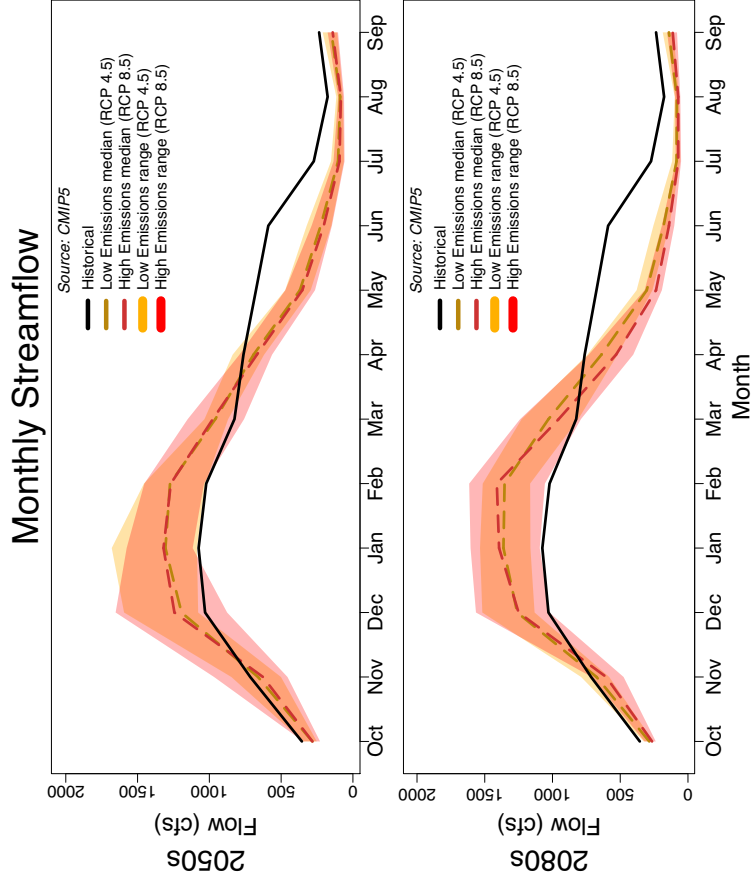 Monthly Streamflow
2050s
Flow (cfs)
2000
1500
1000
500
0
Source: CMIP5
Historical
Low Emissions median (RCP 4.5)
High Emissions median (RCP 8.5)
Low Emissions range (RCP 4.5)
High Emissions range (RCP 8.5)
Oct Nov Dec Jan Feb Mar Apr May Jun Jul Aug Sep
2080s
Flow (cfs)
2000
1500
1000
500
0
Source: CMIP5
Historical
Low Emissions median (RCP 4.5)
High Emissions median (RCP 8.5)
Low Emissions range (RCP 4.5)
High Emissions range (RCP 8.5)
Oct Nov Dec Jan Feb Mar Apr May Jun Jul Aug Sep
Month